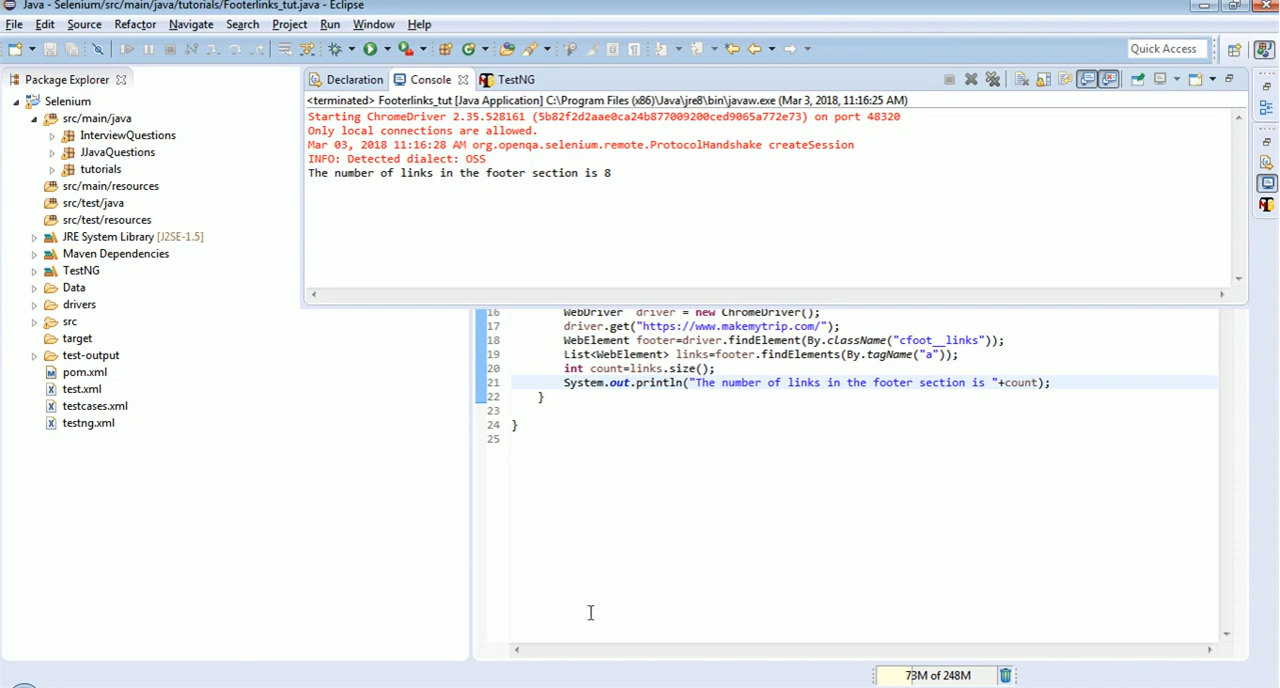 Java - Selenium/src/main/java/tutorials/Footerlinks_tut.java - Eclipse
File Edit Source Refactor Navigate Search Project Run Window Help
Quick Access
Package Explorer
Declaration Console TestNG
Selenium
src/main/java
InterviewQuestions
JJavaQuestions
tutorials
src/main/resources
src/test/java
src/test/resources
JRE System Library [J2SE-1.5]
Maven Dependencies
TestNG
Data
drivers
src
target
test-output
pom.xml
test.xml
testcases.xml
testng.xml
<terminated> Footerlinks_tut [Java Application] C:\Program Files (x86)\Java\jre8\bin\javaw.exe (Mar 3, 2018, 11:16:25 AM)
Starting ChromeDriver 2.35.528161 (5b82f2d2aae0ca24b877009200ced9065a772e73) on port 48320
Only local connections are allowed.
Mar 03, 2018 11:16:28 AM org.openqa.selenium.remote.ProtocolHandshake createSession
INFO: Detected dialect: OSS
The number of links in the footer section is 8
16 WebDriver driver = new ChromeDriver();
17 driver.get("https://www.makemytrip.com/");
18 WebElement footer=driver.findElement(By.className("cfoot__links"));
19 List<WebElement> links=footer.findElements(By.tagName("a"));
20 int count=links.size();
21 System.out.println("The number of links in the footer section is "+count);
22 }
23
24 }
25
73M of 248M